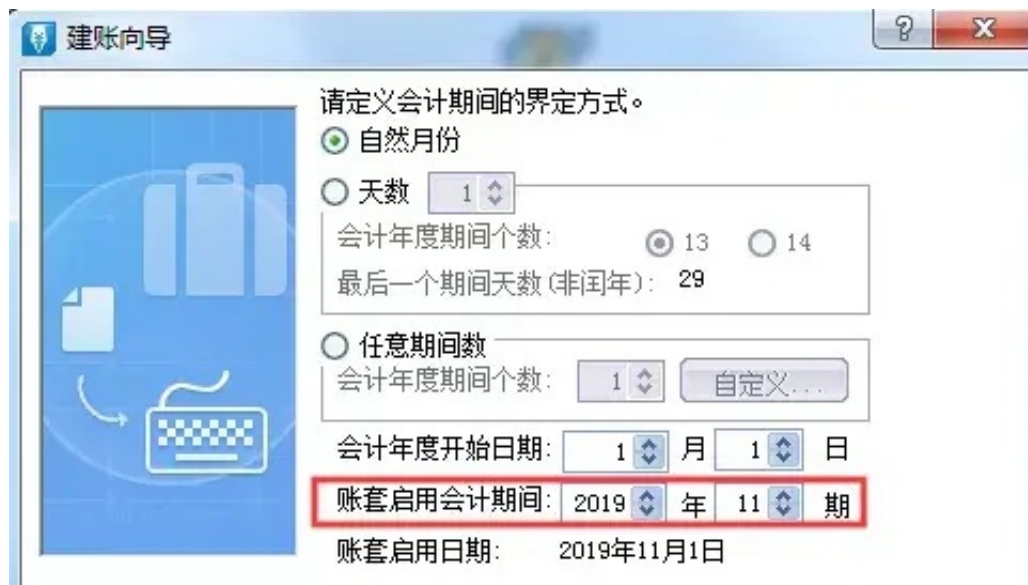 建账向导
请定义会计期间的界定方式。
自然月份
天数 1
会计年度期间个数: 13 14
最后一个期间天数(非闰年): 29
任意期间数
会计年度期间个数: 1 自定义...
会计年度开始日期: 1 月 1 日
账套启用会计期间: 2019 年 11 期
账套启用日期: 2019年11月1日